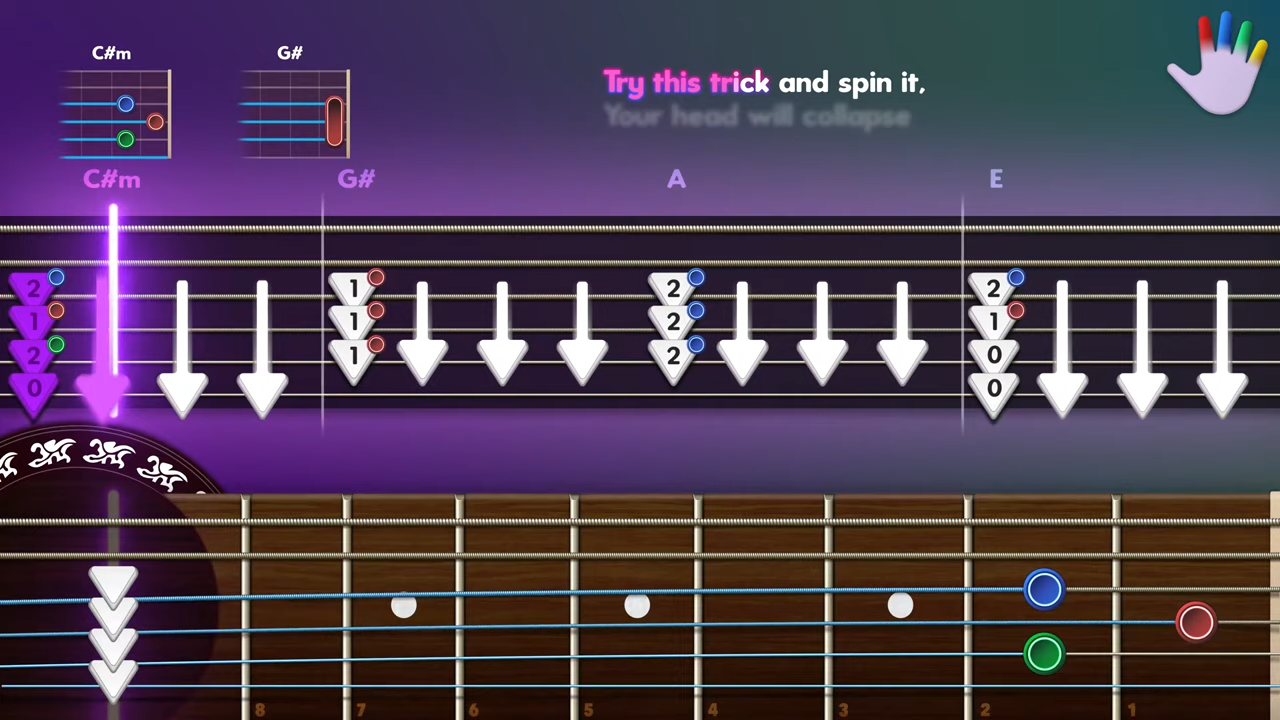 C#m G#
Try this trick and spin it,
Your head will collapse
C#m G# A E
2 1 2 2
1 1 2 1
2 1 2 0
0 0
8 7 6 5 4 3 2 1